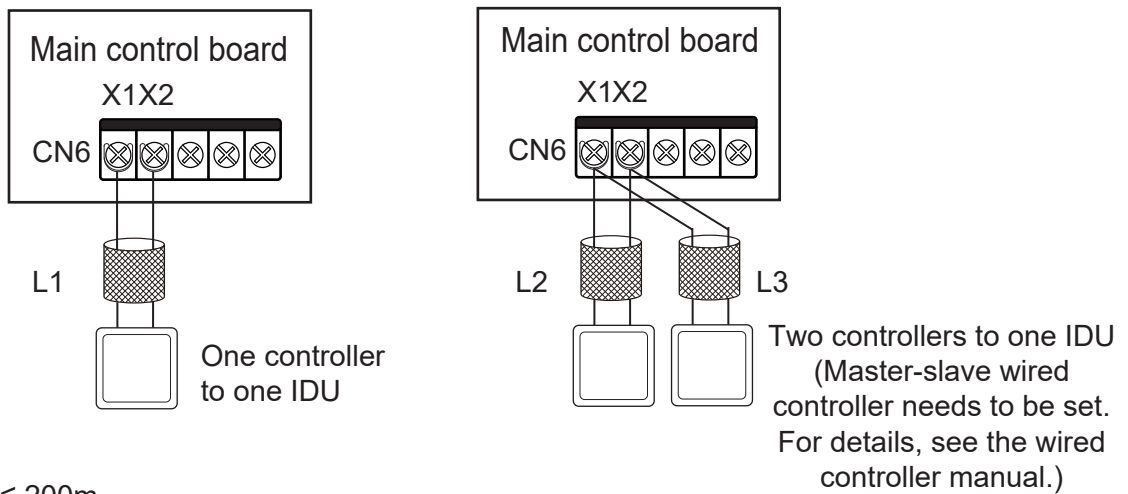 Main control board
X1X2
CN6
L1
One controller
to one IDU
Main control board
X1X2
CN6
L2
L3
Two controllers to one IDU
(Master-slave wired
controller needs to be set.
For details, see the wired
controller manual.)